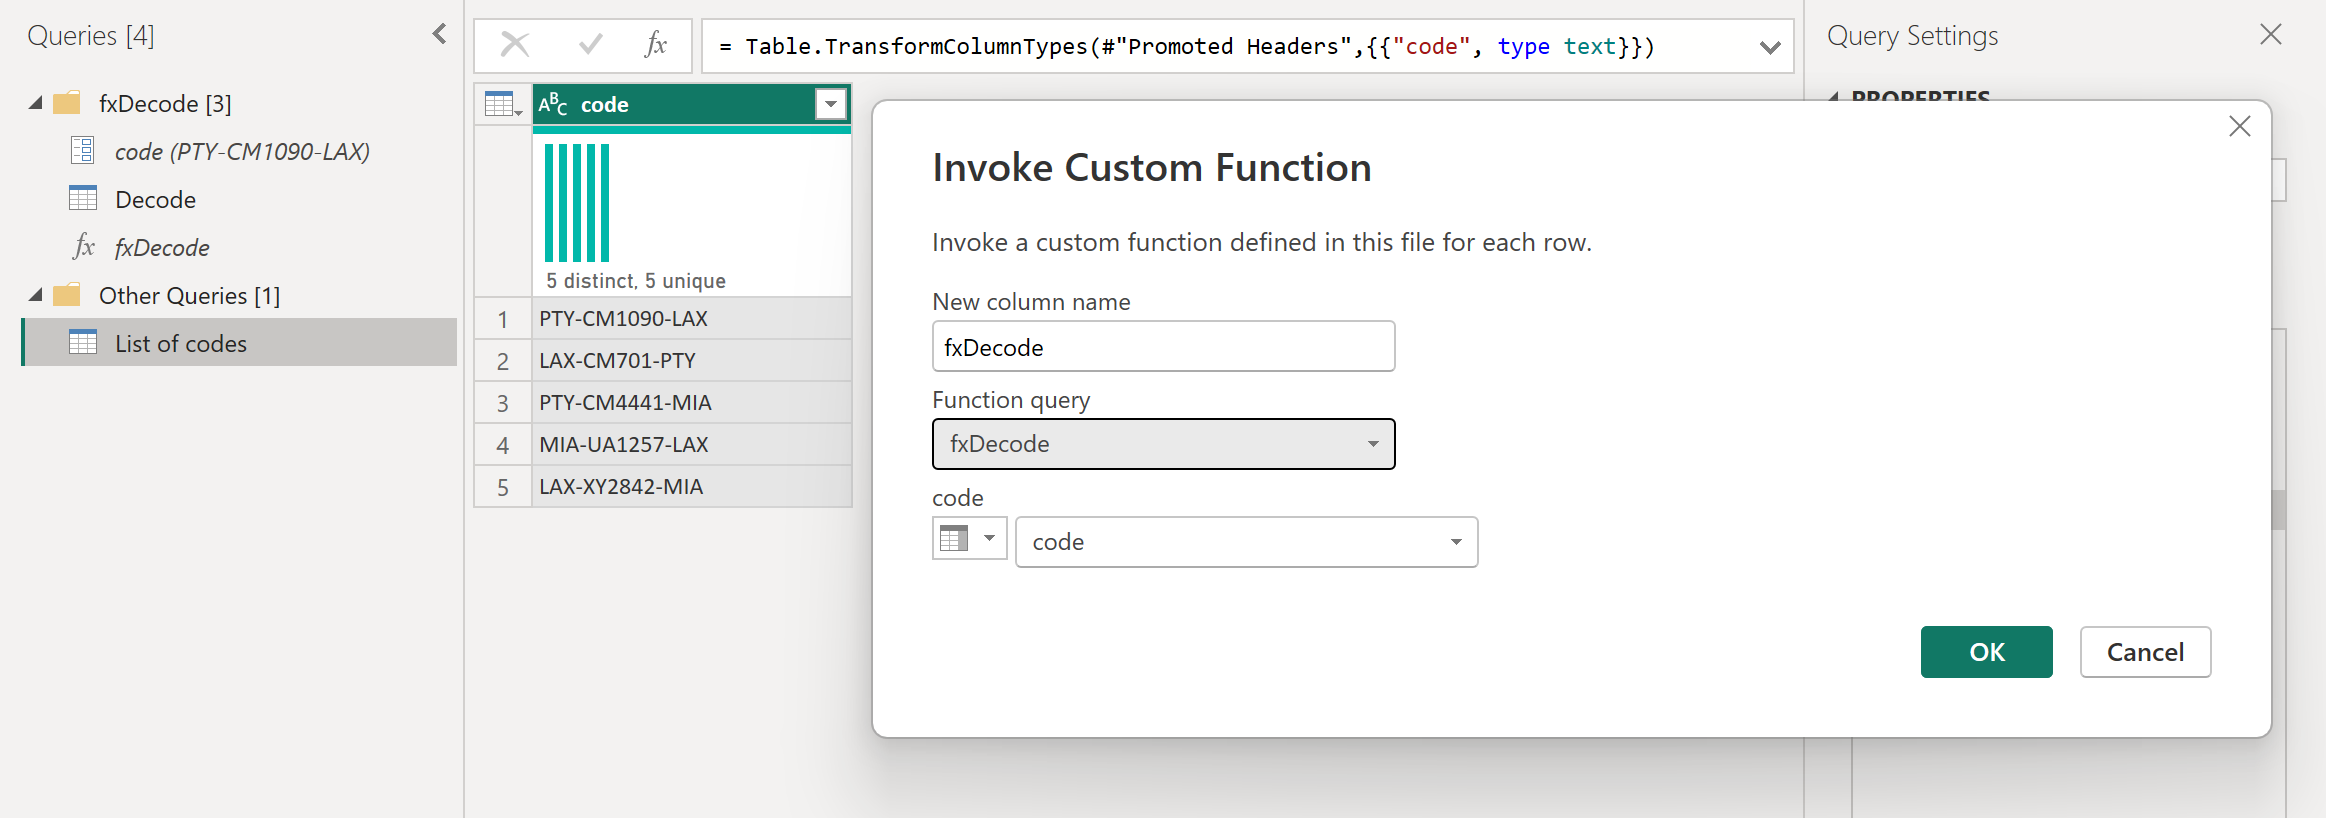 Queries [4]
fxDecode [3]
code (PTY-CM1090-LAX)
Decode
fx fxDecode
Other Queries [1]
List of codes
fx
= Table.TransformColumnTypes(#"Promoted Headers",{{"code", type text}})
ABC code
5 distinct, 5 unique
1 PTY-CM1090-LAX
2 LAX-CM701-PTY
3 PTY-CM4441-MIA
4 MIA-UA1257-LAX
5 LAX-XY2842-MIA
Query Settings
PROPERTIES
Invoke Custom Function
Invoke a custom function defined in this file for each row.
New column name
fxDecode
Function query
fxDecode
code
code
OK Cancel